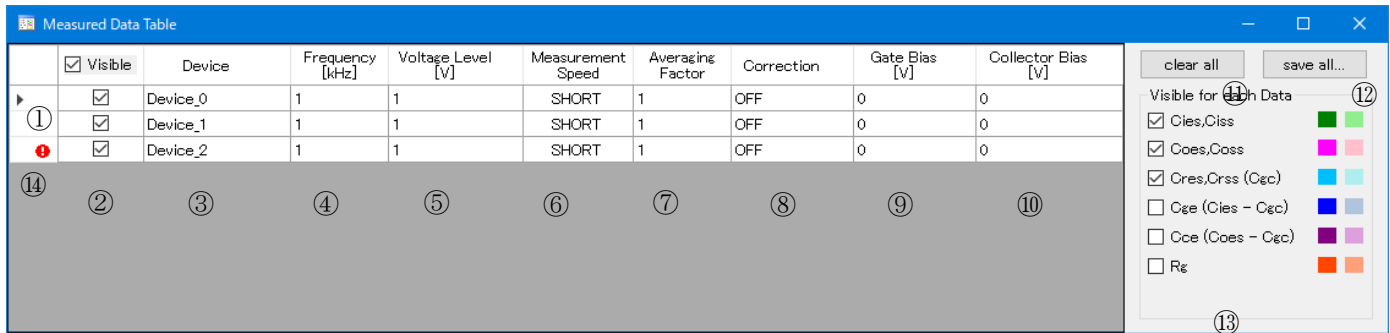 Measured Data Table
Visible Device Frequency [kHz] Voltage Level [V] Measurement Speed Averaging Factor Correction Gate Bias [V] Collector Bias [V]
Device_0 1 1 SHORT 1 OFF 0 0
① Device_1 1 1 SHORT 1 OFF 0 0
Device_2 1 1 SHORT 1 OFF 0 0
⑭ ② ③ ④ ⑤ ⑥ ⑦ ⑧ ⑨ ⑩
clear all save all...
⑪ ⑫
Visible for each Data
Cies,Ciss
Coes,Coss
Cres,Crss (Cgc)
Cge (Cies - Cgc)
Cce (Coes - Cgc)
Rg
⑬